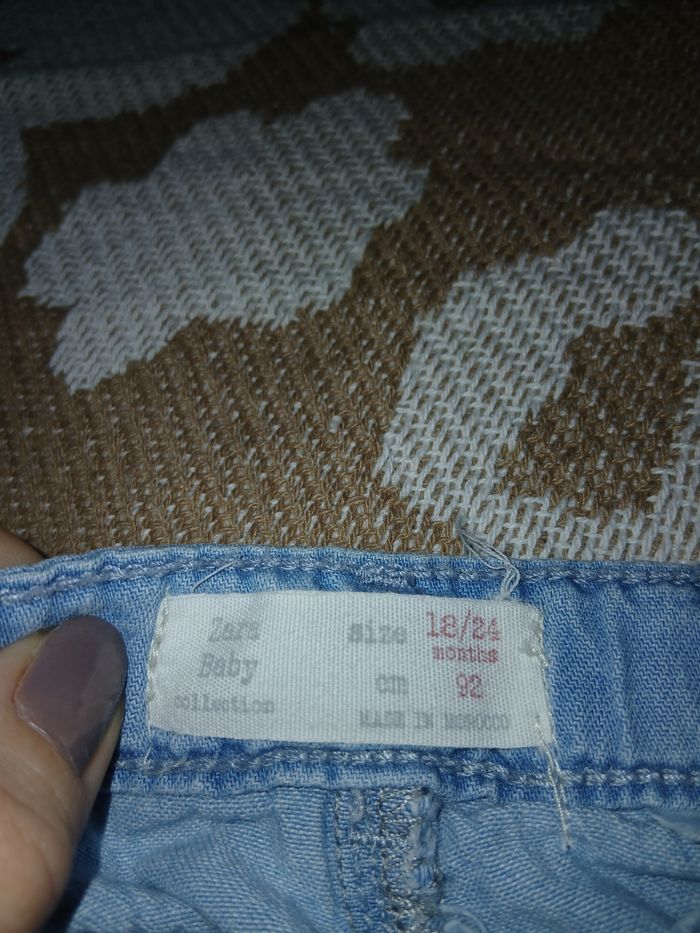 Zara
Baby
collection
size 18/24
months
cm 92
MADE IN MOROCCO